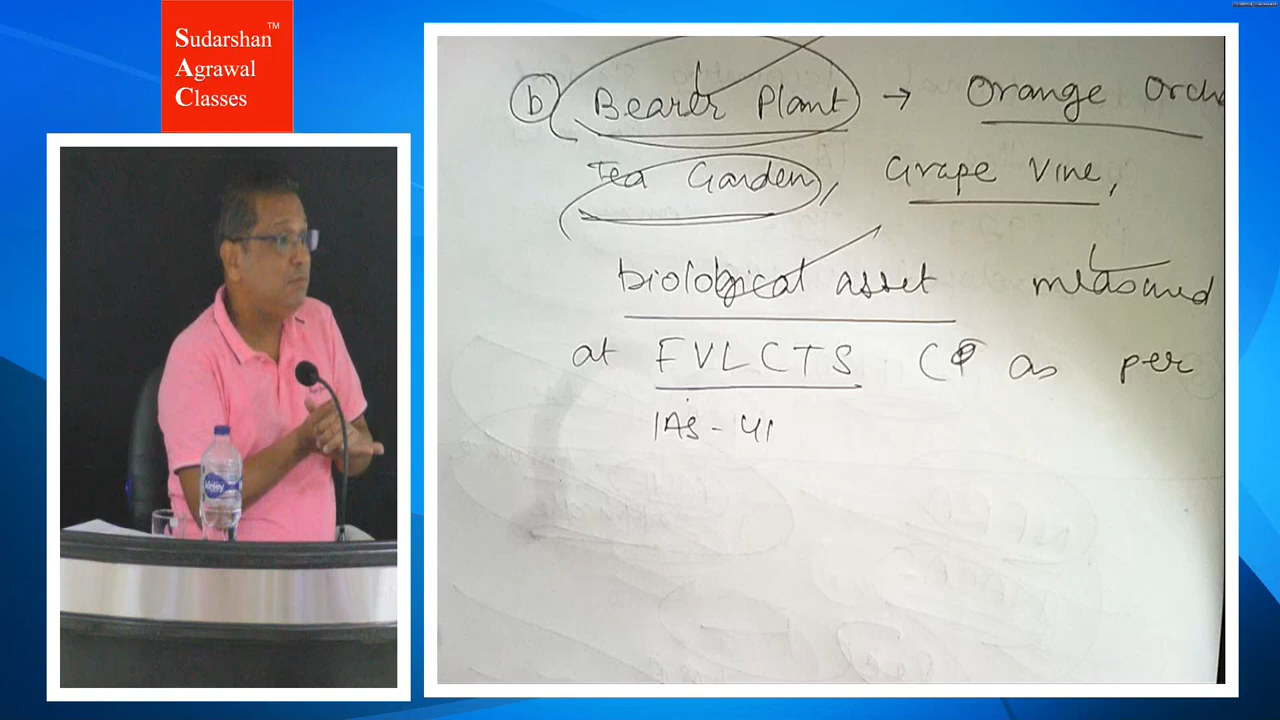 Sudarshan™
Agrawal
Classes
(b) Bearer Plant → Orange Orch
Tea Garden, Grape Vine,
biological asset measured
at FVLCTS ( as per
IAS-41
kinley